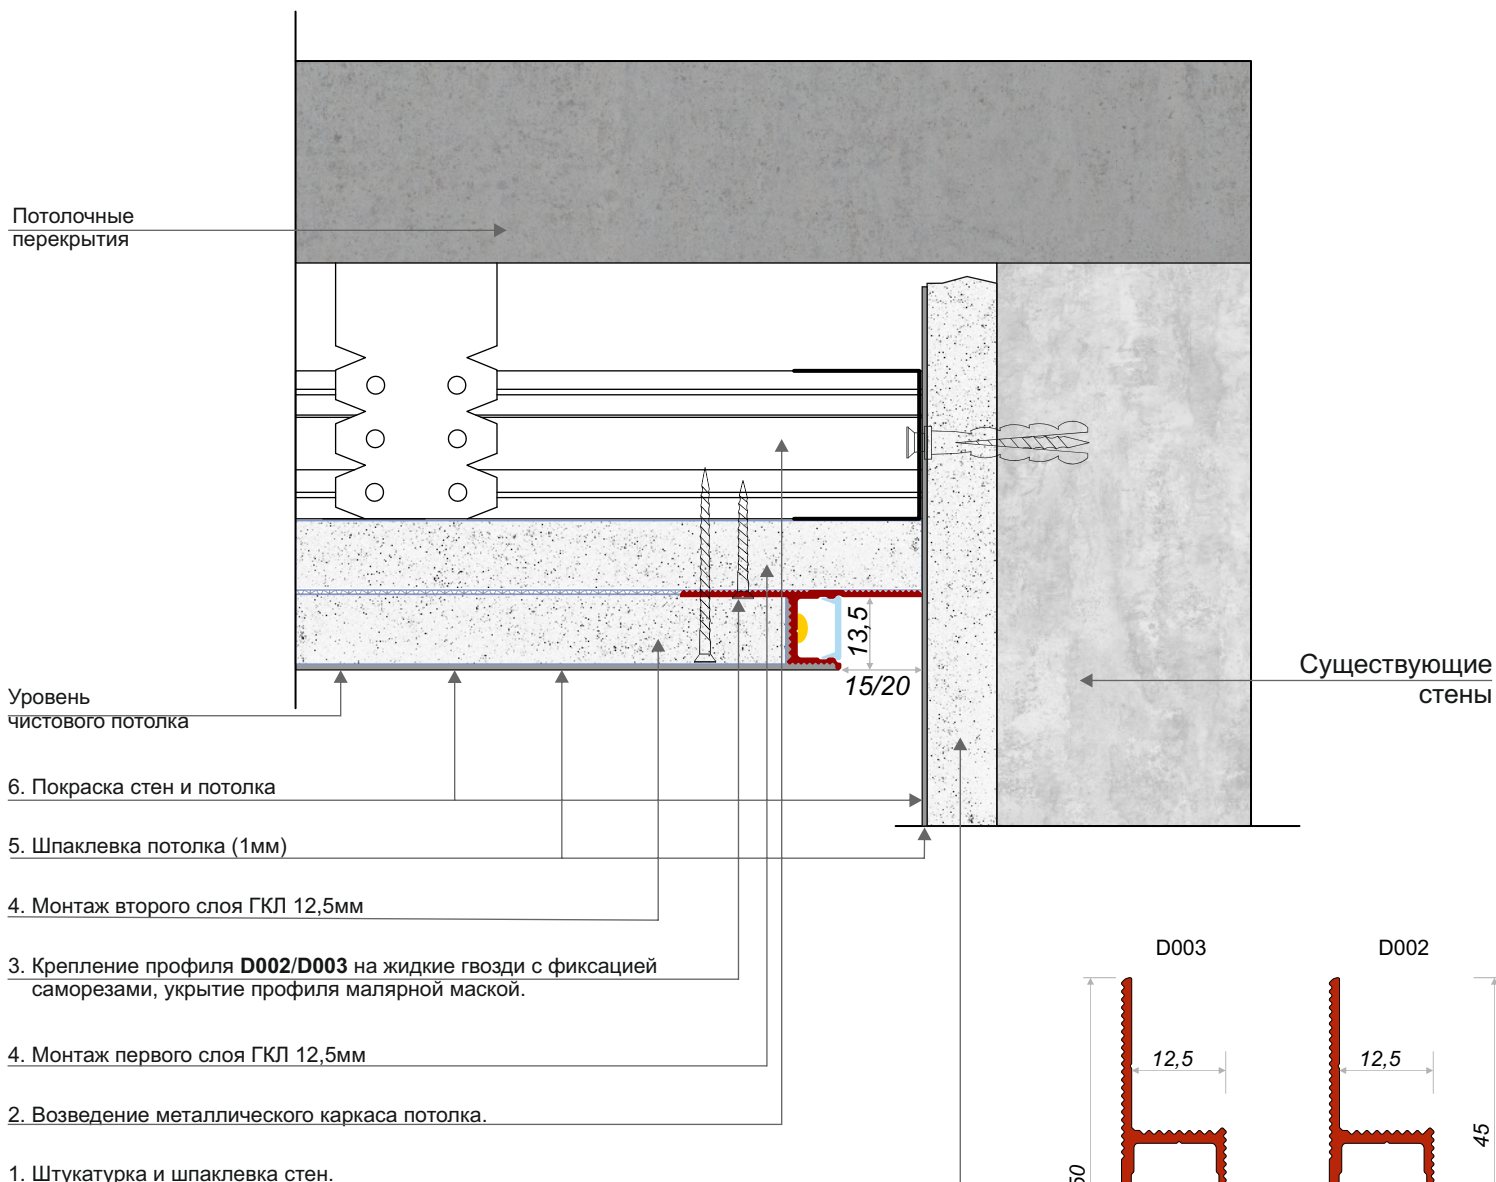 Потолочные
перекрытия
13,5
15/20
Существующие
стены
Уровень
чистового потолка
6. Покраска стен и потолка
5. Шпаклевка потолка (1мм)
4. Монтаж второго слоя ГКЛ 12,5мм
3. Крепление профиля D002/D003 на жидкие гвозди с фиксацией
саморезами, укрытие профиля малярной маской.
4. Монтаж первого слоя ГКЛ 12,5мм
2. Возведение металлического каркаса потолка.
1. Штукатурка и шпаклевка стен.
D003
12,5
50
D002
12,5
45